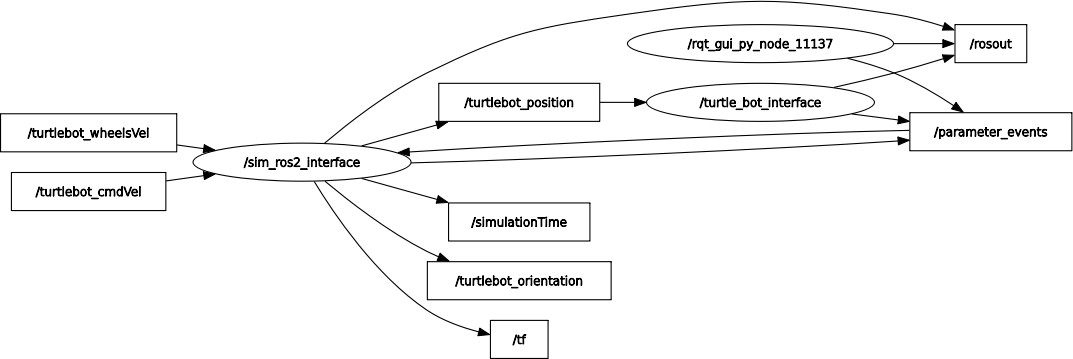 /rosout
/rqt_gui_py_node_11137
/turtlebot_position
/turtle_bot_interface
/turtlebot_wheelsVel
/parameter_events
/sim_ros2_interface
/turtlebot_cmdVel
/simulationTime
/turtlebot_orientation
/tf